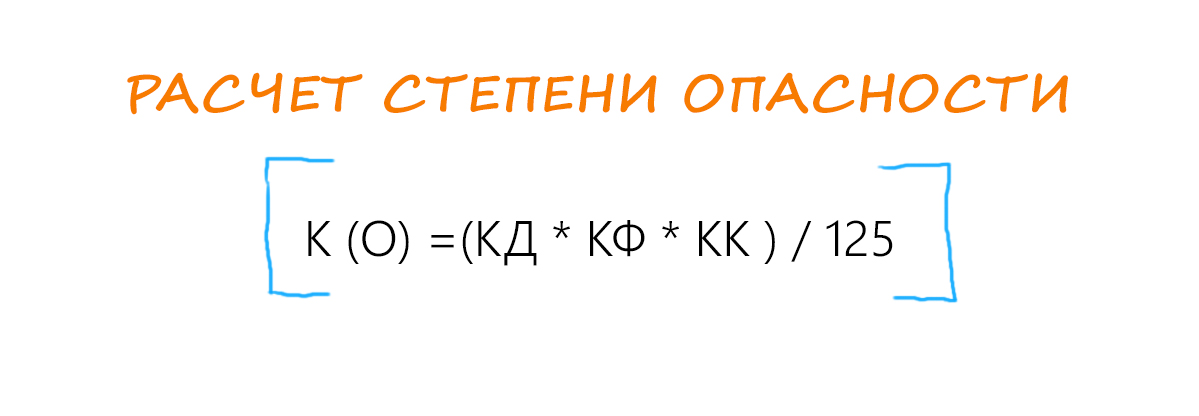 РАСЧЕТ СТЕПЕНИ ОПАСНОСТИ
К (О) =(КД * КФ * КК ) / 125